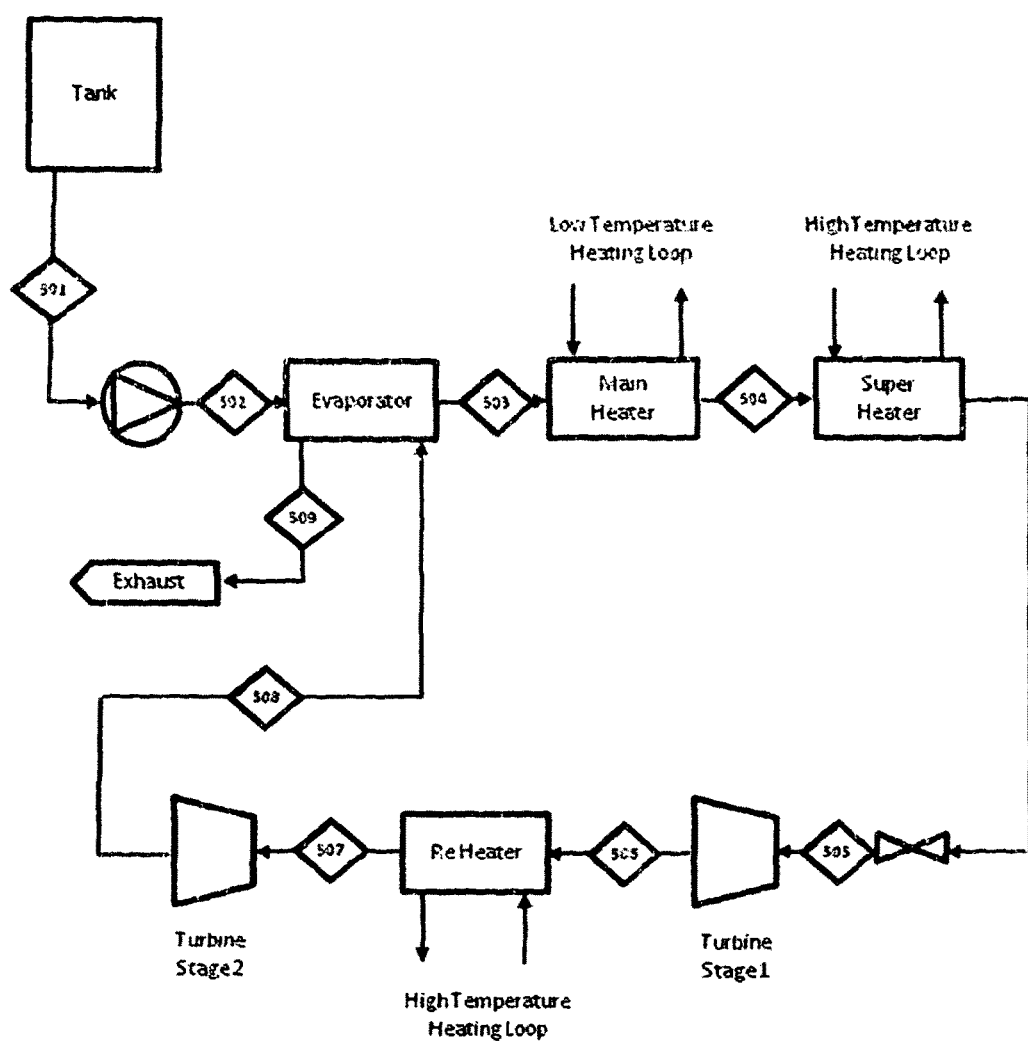 Tank
Low Temperature
Heating Loop
High Temperature
Heating Loop
501
502
Evaporator
503
Main
Heater
504
Super
Heater
509
Exhaust
508
507
Re Heater
505
505
Turbine
Stage 2
Turbine
Stage 1
High Temperature
Heating Loop